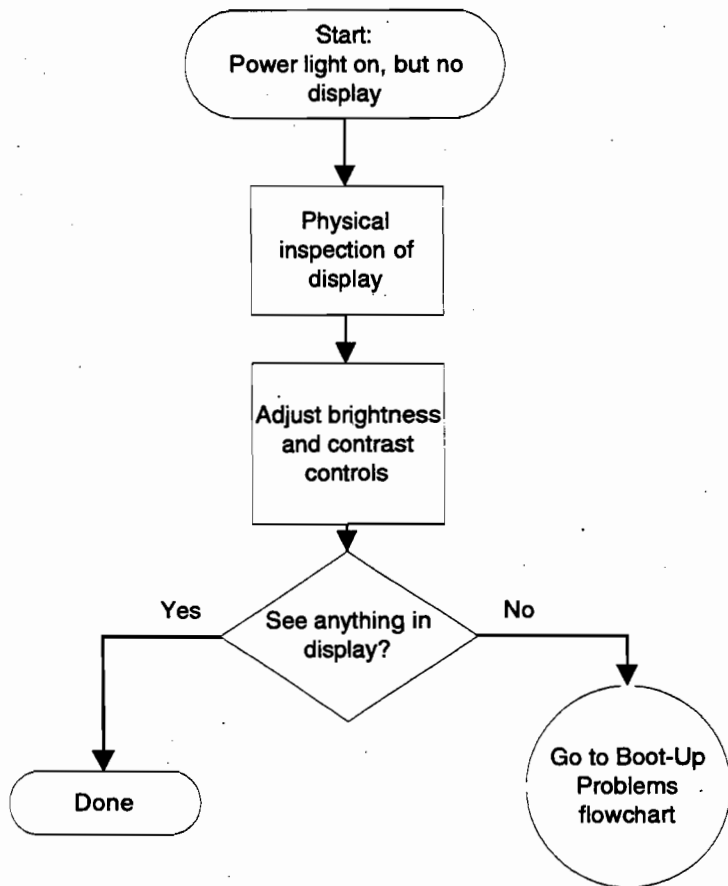 Start:
Power light on, but no
display
Physical
inspection of
display
Adjust brightness
and contrast
controls
See anything in
display?
Yes
No
Done
Go to Boot-Up
Problems
flowchart